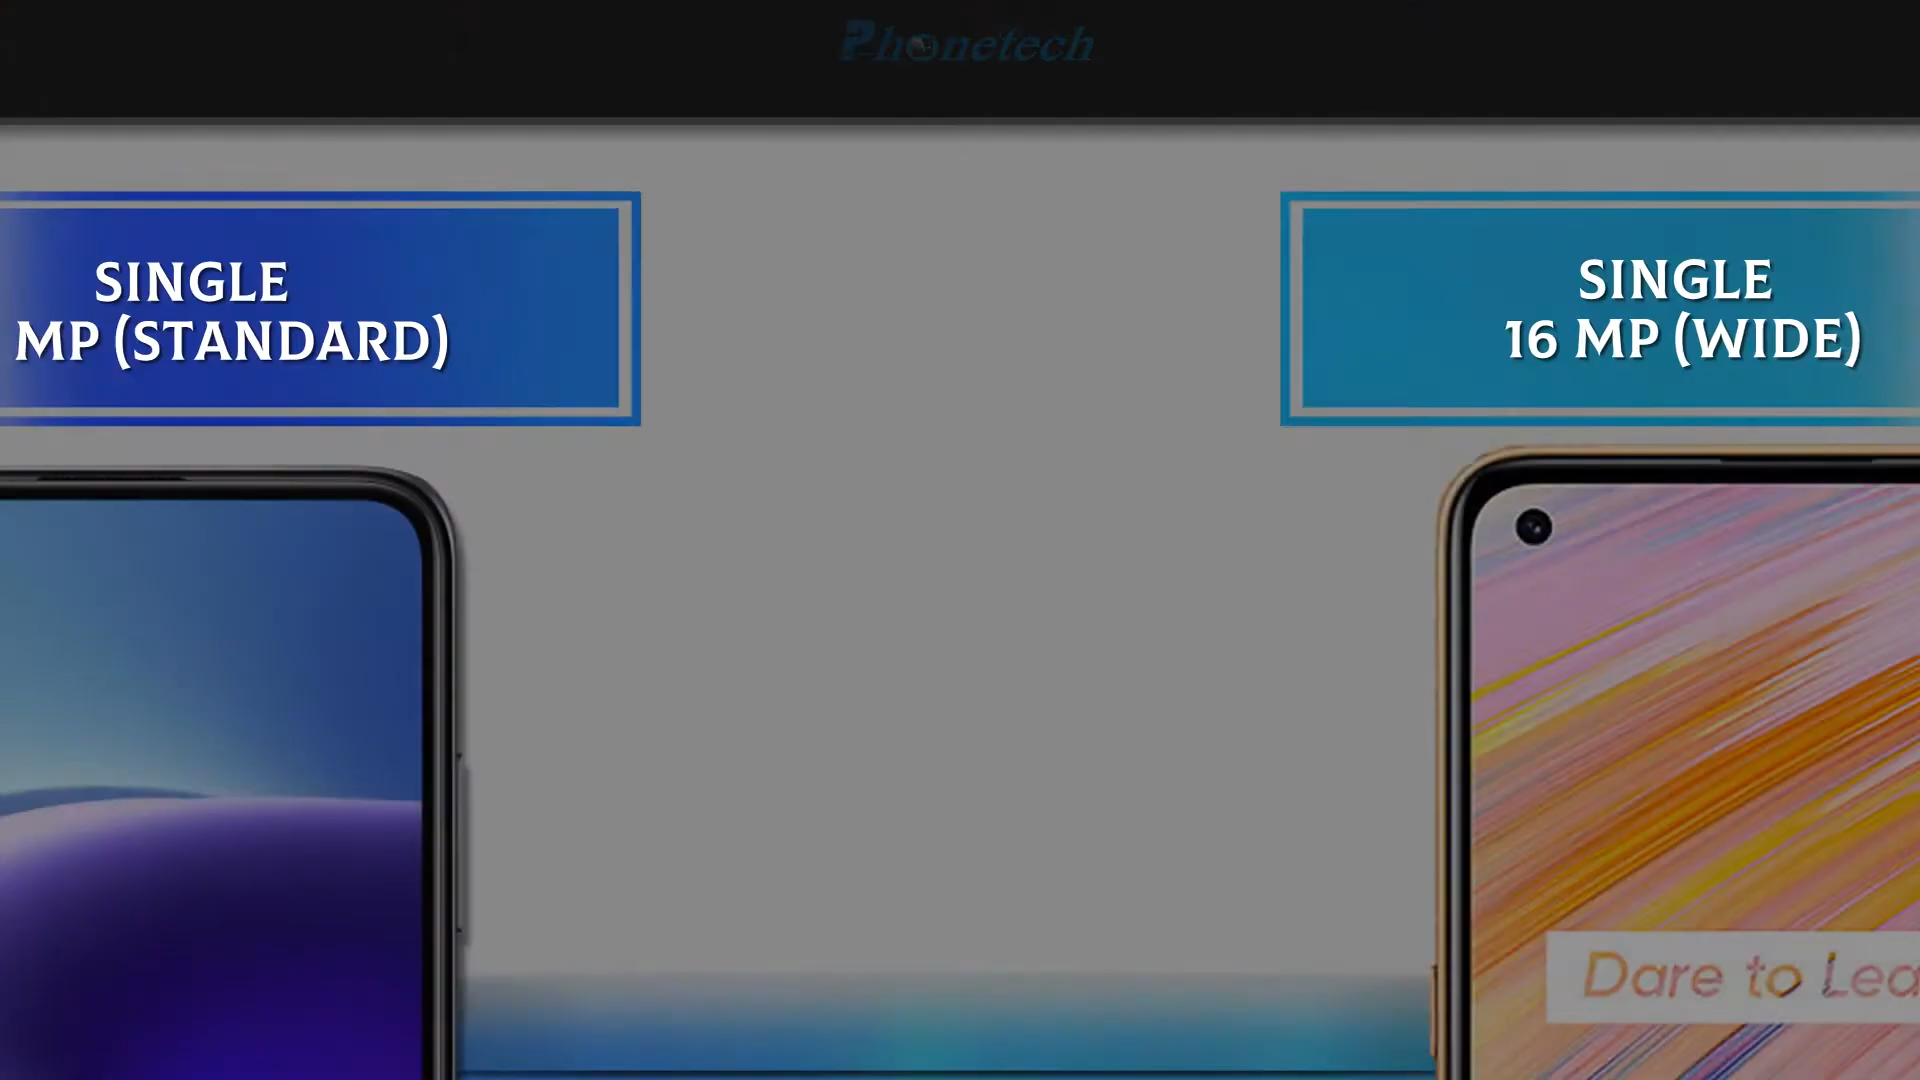 Phonetech
SINGLE
MP (STANDARD)
SINGLE
16 MP (WIDE)
Dare to Lea